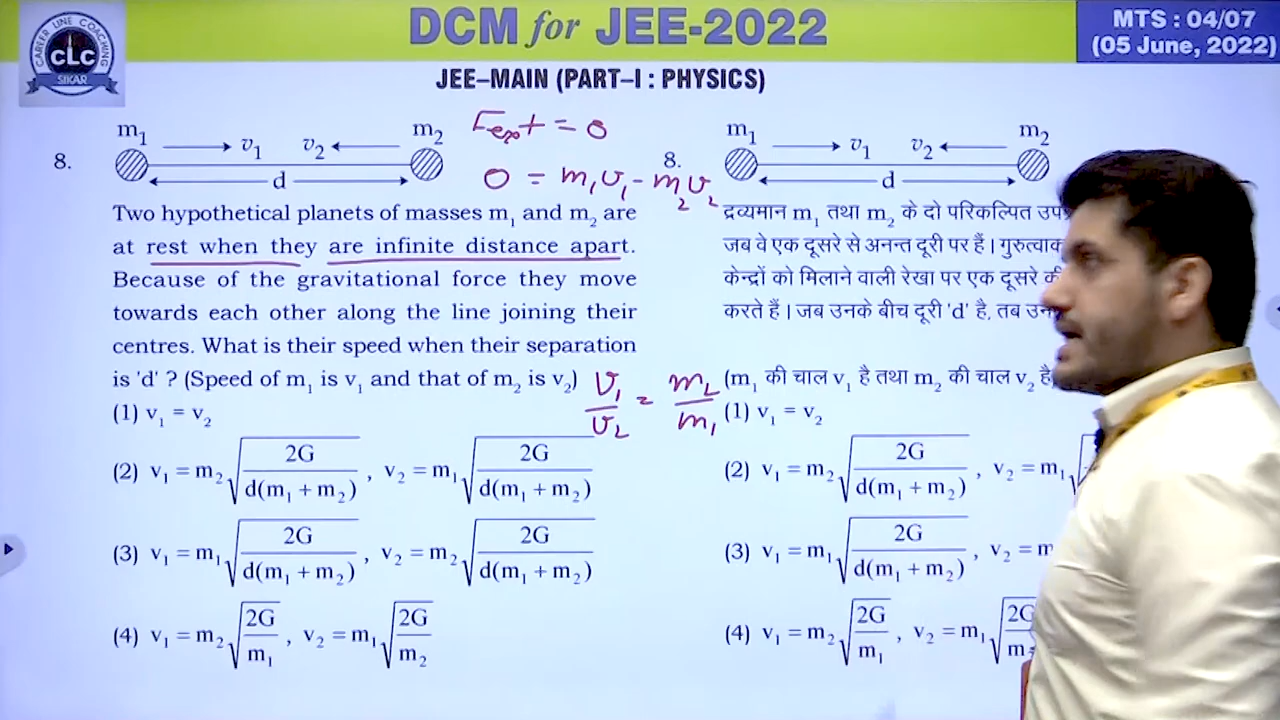 CAREER LINE COACHING
CLC
SIKAR
DCM for JEE-2022
MTS : 04/07
(05 June, 2022)
JEE–MAIN (PART–I : PHYSICS)
8.
m₁ v₁ v₂ m₂
d
Fext = 0
0 = m₁v₁ - m₂v₂
Two hypothetical planets of masses m₁ and m₂ are
at rest when they are infinite distance apart.
Because of the gravitational force they move
towards each other along the line joining their
centres. What is their speed when their separation
is 'd' ? (Speed of m₁ is v₁ and that of m₂ is v₂)
v₁/v₂ = m₂/m₁
(1) v₁ = v₂
(2) v₁ = m₂√(2G/d(m₁ + m₂)) , v₂ = m₁√(2G/d(m₁ + m₂))
(3) v₁ = m₁√(2G/d(m₁ + m₂)) , v₂ = m₂√(2G/d(m₁ + m₂))
(4) v₁ = m₂√(2G/m₁) , v₂ = m₁√(2G/m₂)
8.
m₁ v₁ v₂ m₂
d
द्रव्यमान m₁ तथा m₂ के दो परिकल्पित
जब वे एक दूसरे से अनन्त दूरी पर हैं।
केन्द्रों को मिलाने वाली रेखा पर एक दूसरे
करते हैं। जब उनके बीच दूरी 'd' है, तब
(m₁ की चाल v₁ है तथा m₂ की चाल v₂ है
(1) v₁ = v₂
(2) v₁ = m₂√(2G/d(m₁ + m₂)) , v₂ = m₁
(3) v₁ = m₁√(2G/d(m₁ + m₂)) , v₂ =
(4) v₁ = m₂√(2G/m₁) , v₂ = m₁